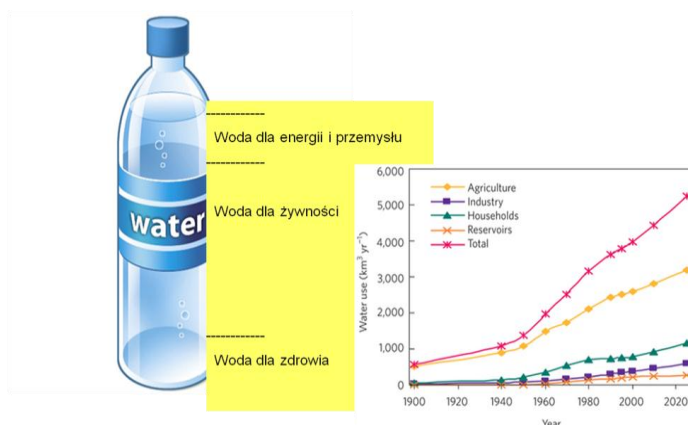 ------------
Woda dla energii i przemysłu
------------
water
Woda dla żywności
------------
Woda dla zdrowia
6,000
5,000
4,000
3,000
2,000
1,000
0
Water use (km³ yr⁻¹)
Agriculture
Industry
Households
Reservoirs
Total
1900 1920 1940 1960 1980 2000 2020
Year